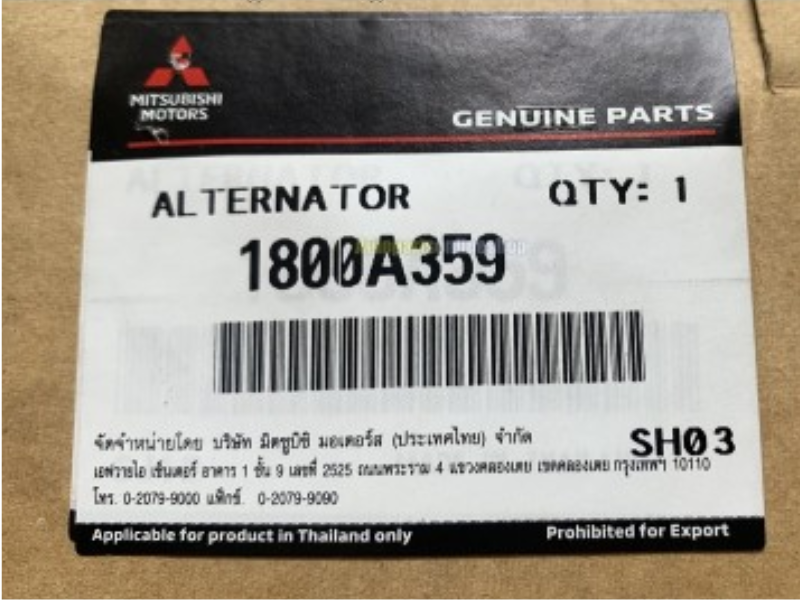 MITSUBISHI
MOTORS
GENUINE PARTS
ALTERNATOR QTY: 1
1800A359
จัดจำหน่ายโดย บริษัท มิตซูบิชิ มอเตอร์ส (ประเทศไทย) จำกัด
SH03
เอฟวายไอ เซ็นเตอร์ อาคาร 1 ชั้น 9 เลขที่ 2525 ถนนพระราม 4 แขวงคลองเตย เขตคลองเตย กรุงเทพฯ 10110
โทร. 0-2079-9000 แฟ็กซ์. 0-2079-9090
Applicable for product in Thailand only Prohibited for Export